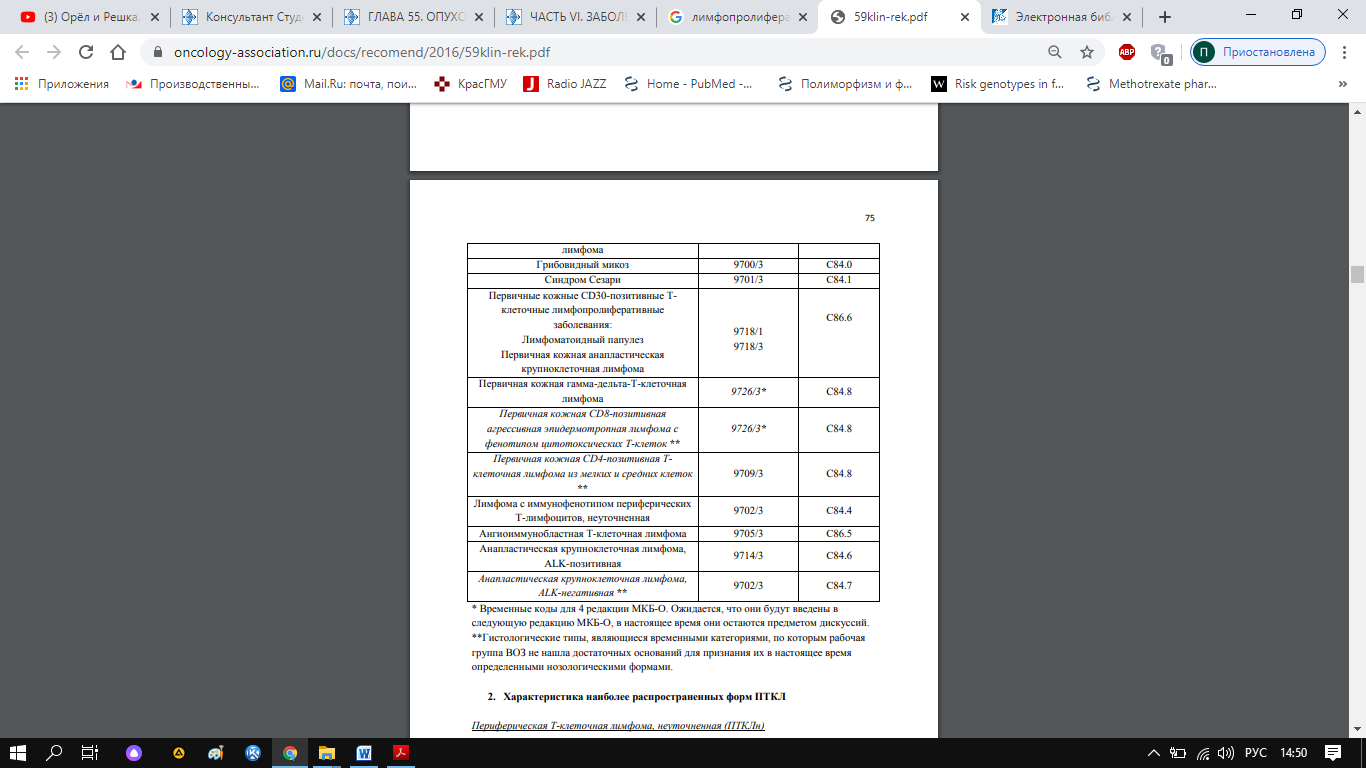 (3) Орёл и Решка.
Консультант Студ
ГЛАВА 55. ОПУХО
ЧАСТЬ VI. ЗАБОЛЕ
лимфопролифера
59klin-rek.pdf
Электронная библ
oncology-association.ru/docs/recomend/2016/59klin-rek.pdf
ABP
0
П
Приостановлена
Приложения
Производственны...
Mail.Ru: почта, пои...
КрасГМУ
Radio JAZZ
Home - PubMed -...
Полиморфизм и ф...
Risk genotypes in f...
Methotrexate phar...
75
лимфома
Грибовидный микоз 9700/3 C84.0
Синдром Сезари 9701/3 C84.1
Первичные кожные CD30-позитивные Т-
клеточные лимфопролиферативные
заболевания:
Лимфоматоидный папулез
Первичная кожная анапластическая
крупноклеточная лимфома
9718/1
9718/3
C86.6
Первичная кожная гамма-дельта-Т-клеточная
лимфома
9726/3*
C84.8
Первичная кожная CD8-позитивная
агрессивная эпидермотропная лимфома с
фенотипом цитотоксических Т-клеток **
9726/3*
C84.8
Первичная кожная CD4-позитивная Т-
клеточная лимфома из мелких и средних клеток
**
9709/3
C84.8
Лимфома с иммунофенотипом периферических
Т-лимфоцитов, неуточненная
9702/3
C84.4
Ангиоиммунобластная Т-клеточная лимфома 9705/3 C86.5
Анапластическая крупноклеточная лимфома,
ALK-позитивная
9714/3
C84.6
Анапластическая крупноклеточная лимфома,
ALK-негативная **
9702/3
C84.7
* Временные коды для 4 редакции МКБ-О. Ожидается, что они будут введены в
следующую редакцию МКБ-О, в настоящее время они остаются предметом дискуссий.
**Гистологические типы, являющиеся временными категориями, по которым рабочая
группа ВОЗ не нашла достаточных оснований для признания их в настоящее время
определенными нозологическими формами.
2. Характеристика наиболее распространенных форм ПТКЛ
Периферическая Т-клеточная лимфома, неуточненная (ПТКЛн)
РУС
14:50